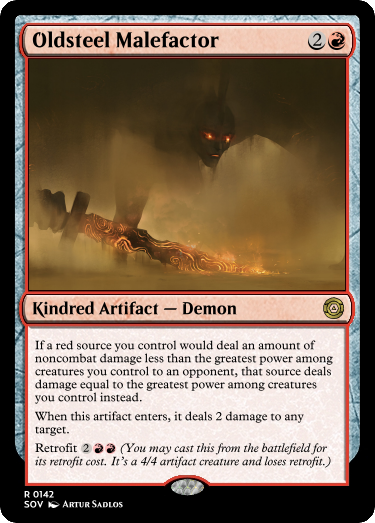 Oldsteel Malefactor 2
Kindred Artifact — Demon
If a red source you control would deal an amount of
noncombat damage less than the greatest power among
creatures you control to an opponent, that source deals
damage equal to the greatest power among creatures
you control instead.
When this artifact enters, it deals 2 damage to any
target.
Retrofit 2 (You may cast this from the battlefield for
its retrofit cost. It's a 4/4 artifact creature and loses retrofit.)
R 0142
SOV Artur Sadlos